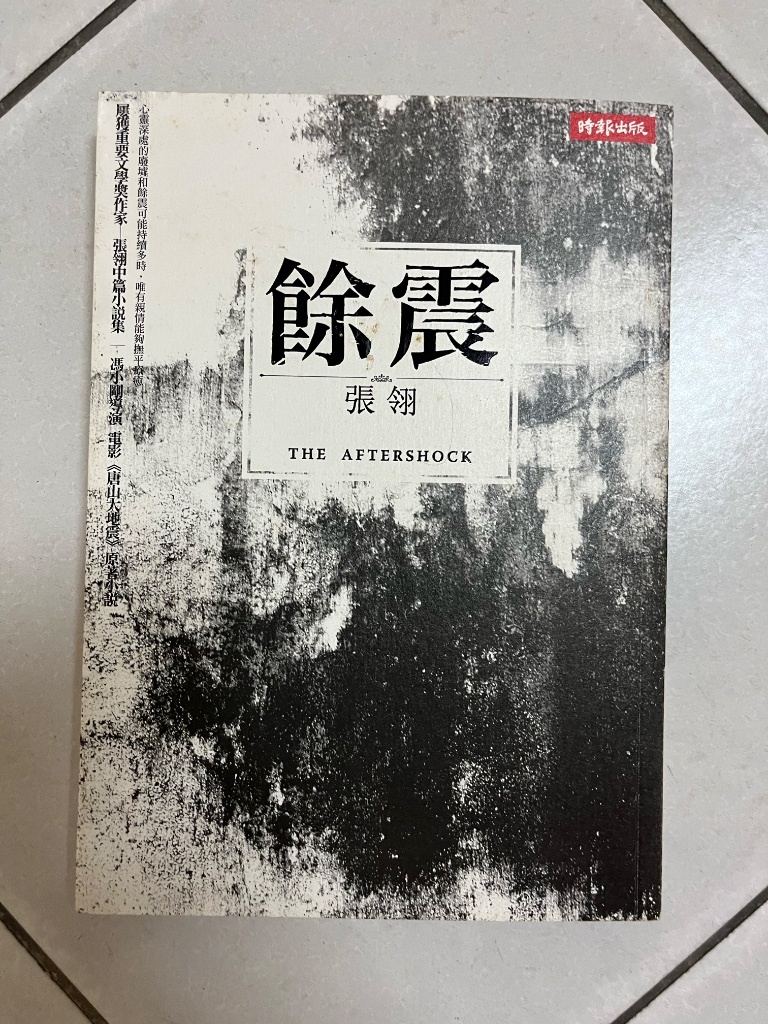 時報出版
心靈深處的廢墟和餘震可能持續多時，唯有親情能夠撫平
屢獲重要文學獎作家—張翎中篇小說集 — 馮小剛導演 電影《唐山大地震》原著小說
餘震
張翎
THE AFTERSHOCK